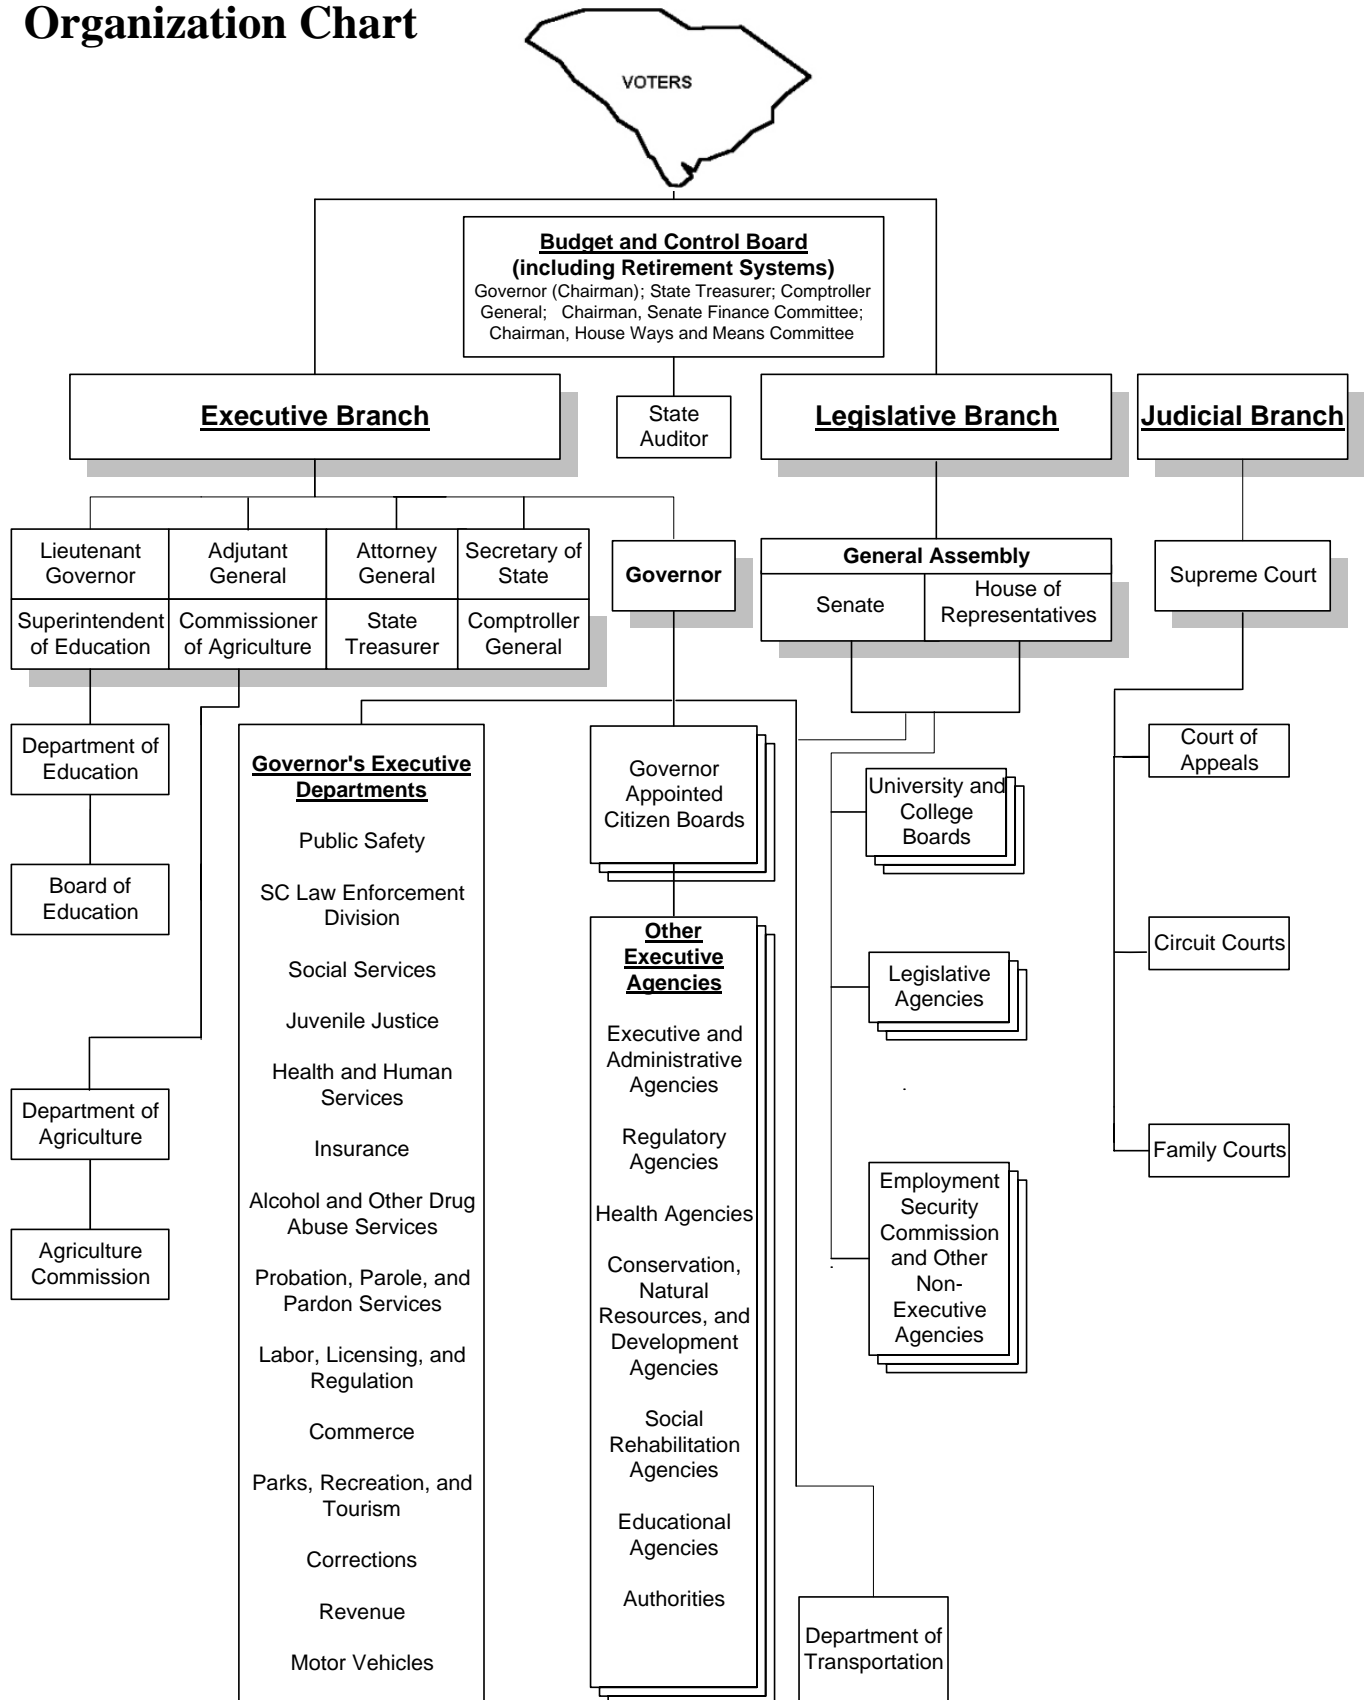 Organization Chart
VOTERS
Budget and Control Board
(including Retirement Systems)
Governor (Chairman); State Treasurer; Comptroller
General; Chairman, Senate Finance Committee;
Chairman, House Ways and Means Committee
Executive Branch
State
Auditor
Legislative Branch
Judicial Branch
Lieutenant
Governor
Adjutant
General
Attorney
General
Secretary of
State
Superintendent
of Education
Commissioner
of Agriculture
State
Treasurer
Comptroller
General
Governor
General Assembly
Senate
House of
Representatives
Supreme Court
Department of
Education
Board of
Education
Department of
Agriculture
Agriculture
Commission
Governor's Executive
Departments
Public Safety
SC Law Enforcement
Division
Social Services
Juvenile Justice
Health and Human
Services
Insurance
Alcohol and Other Drug
Abuse Services
Probation, Parole, and
Pardon Services
Labor, Licensing, and
Regulation
Commerce
Parks, Recreation, and
Tourism
Corrections
Revenue
Motor Vehicles
Governor
Appointed
Citizen Boards
Other
Executive
Agencies
Executive and
Administrative
Agencies
Regulatory
Agencies
Health Agencies
Conservation,
Natural
Resources, and
Development
Agencies
Social
Rehabilitation
Agencies
Educational
Agencies
Authorities
University and
College
Boards
Legislative
Agencies
Employment
Security
Commission
and Other
Non-
Executive
Agencies
Department of
Transportation
Court of
Appeals
Circuit Courts
Family Courts